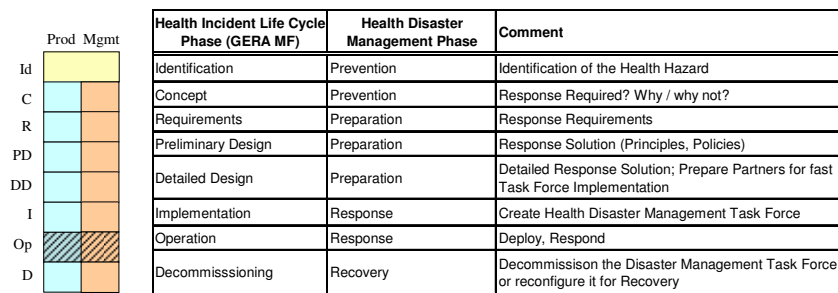 Prod Mgmt
Id
C
R
PD
DD
I
Op
D
Health Incident Life Cycle Phase (GERA MF) Health Disaster Management Phase Comment
Identification Prevention Identification of the Health Hazard
Concept Prevention Response Required? Why / why not?
Requirements Preparation Response Requirements
Preliminary Design Preparation Response Solution (Principles, Policies)
Detailed Design Preparation Detailed Response Solution; Prepare Partners for fast
Task Force Implementation
Implementation Response Create Health Disaster Management Task Force
Operation Response Deploy, Respond
Decommisssioning Recovery Decommissison the Disaster Management Task Force
or reconfigure it for Recovery